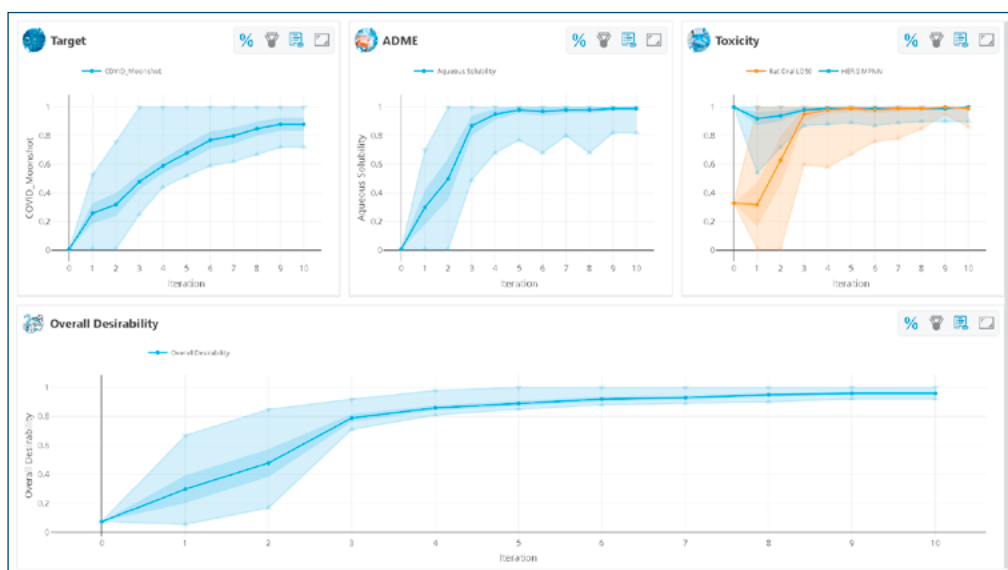 Target
%
COVID_Moonshot
COVID_Moonshot
1
0.8
0.6
0.4
0.2
0
0 1 2 3 4 5 6 7 8 9 10
Iteration
ADME
%
Aqueous Solubility
Aqueous Solubility
1
0.8
0.6
0.4
0.2
0
0 1 2 3 4 5 6 7 8 9 10
Iteration
Toxicity
%
Rat Oral LD50 HERG MPNN
1
0.8
0.6
0.4
0.2
0
0 1 2 3 4 5 6 7 8 9 10
Iteration
Overall Desirability
%
Overall Desirability
Overall Desirability
1
0.8
0.6
0.4
0.2
0
0 1 2 3 4 5 6 7 8 9 10
Iteration